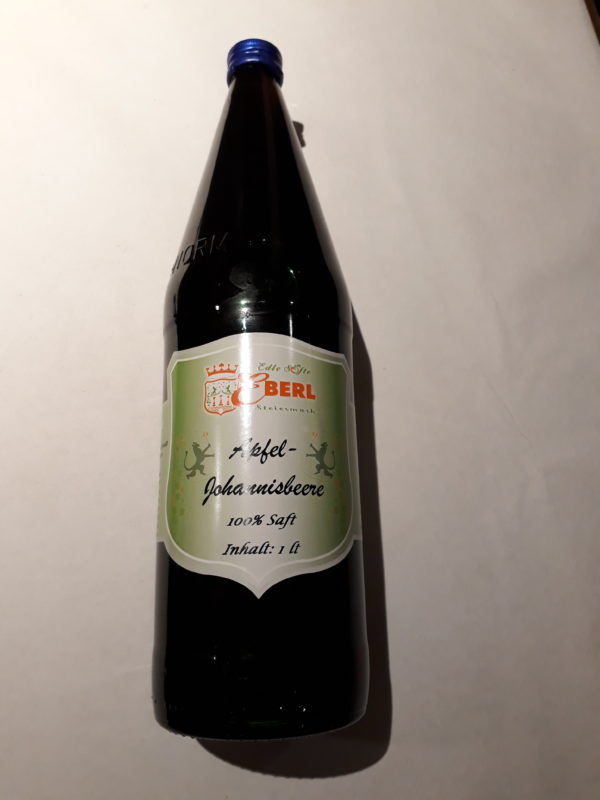 Edle Säfte
EBERL
Steiermark
Apfel-
Johannisbeere
100% Saft
Inhalt: 1 lt